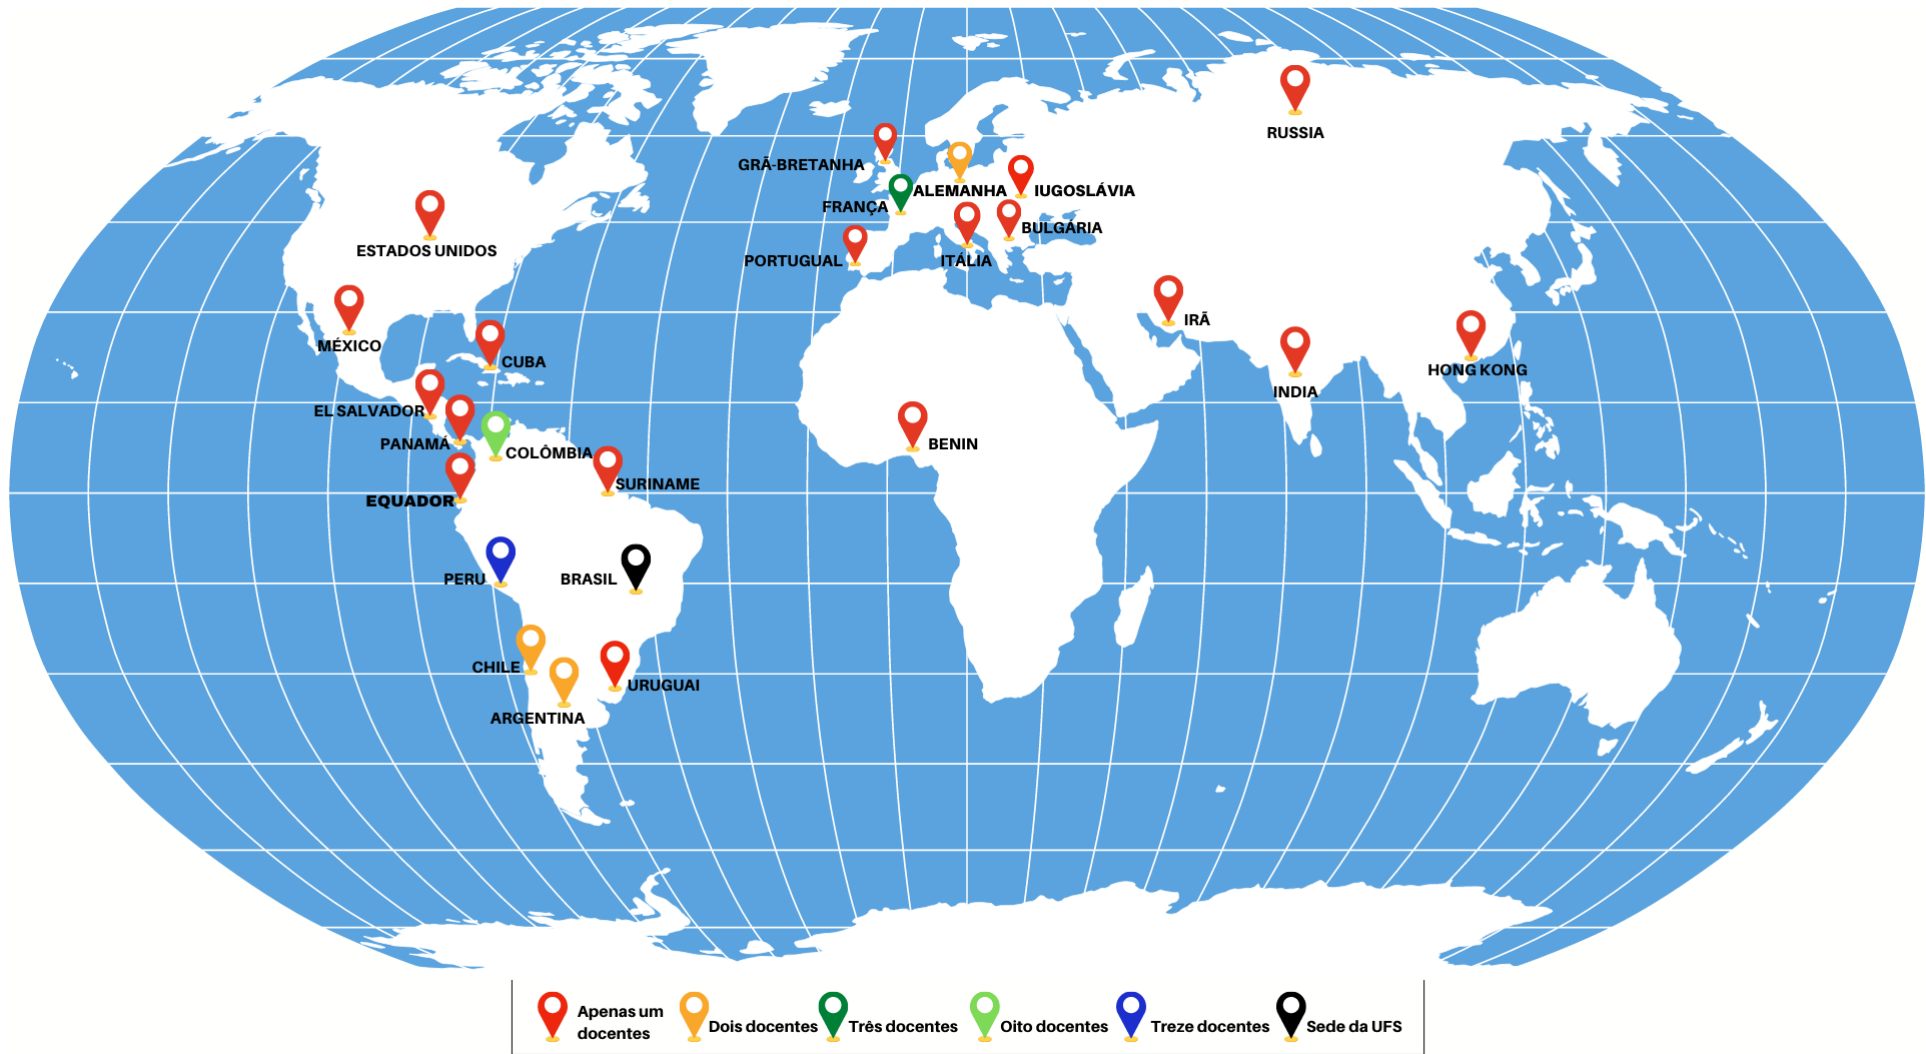 RUSSIA
GRÃ-BRETANHA
ALEMANHA
IUGOSLÁVIA
FRANÇA
BULGÁRIA
ESTADOS UNIDOS
PORTUGUAL
ITÁLIA
IRÃ
MÉXICO
CUBA
HONG KONG
INDIA
EL SALVADOR
PANAMÁ
BENIN
COLÔMBIA
SURINAME
EQUADOR
PERU
BRASIL
CHILE
URUGUAI
ARGENTINA
Apenas um
docentes
Dois docentes
Três docentes
Oito docentes
Treze docentes
Sede da UFS